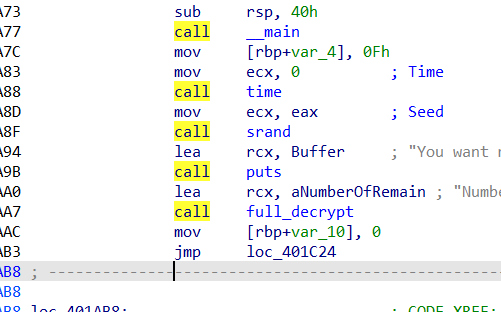 A73 sub rsp, 40h
A77 call __main
A7C mov [rbp+var_4], 0Fh
A83 mov ecx, 0 ; Time
A88 call time
A8D mov ecx, eax ; Seed
A8F call srand
A94 lea rcx, Buffer ; "You want
A9B call puts
AA0 lea rcx, aNumberOfRemain ; "Numbe
AA7 call full_decrypt
AAC mov [rbp+var_10], 0
AB3 jmp loc_401C24
AB8 ; ---------------------------------------
AB8
AB8 loc_401AB8: ; CODE XREF: